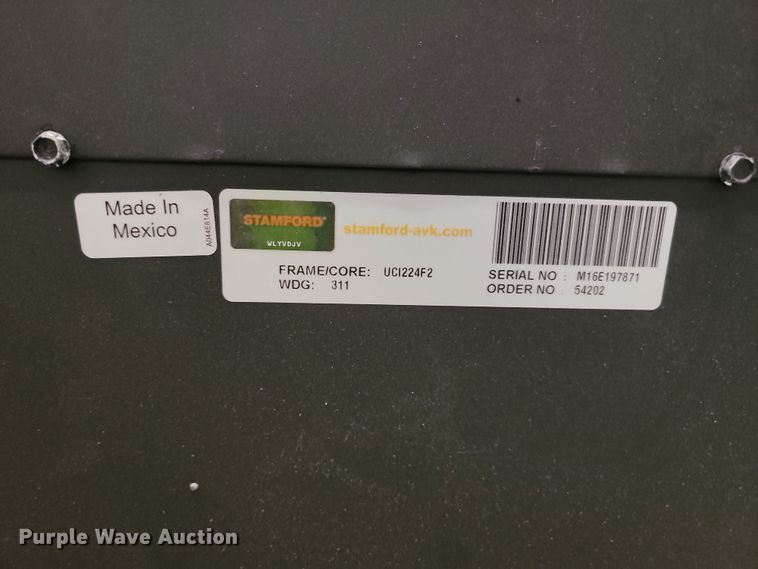 Made In
Mexico
A044E814A
STAMFORD
WLYVDJV
stamford-avk.com
FRAME/CORE: UCI224F2
WDG: 311
SERIAL NO : M16E197871
ORDER NO : 54202
Purple Wave Auction